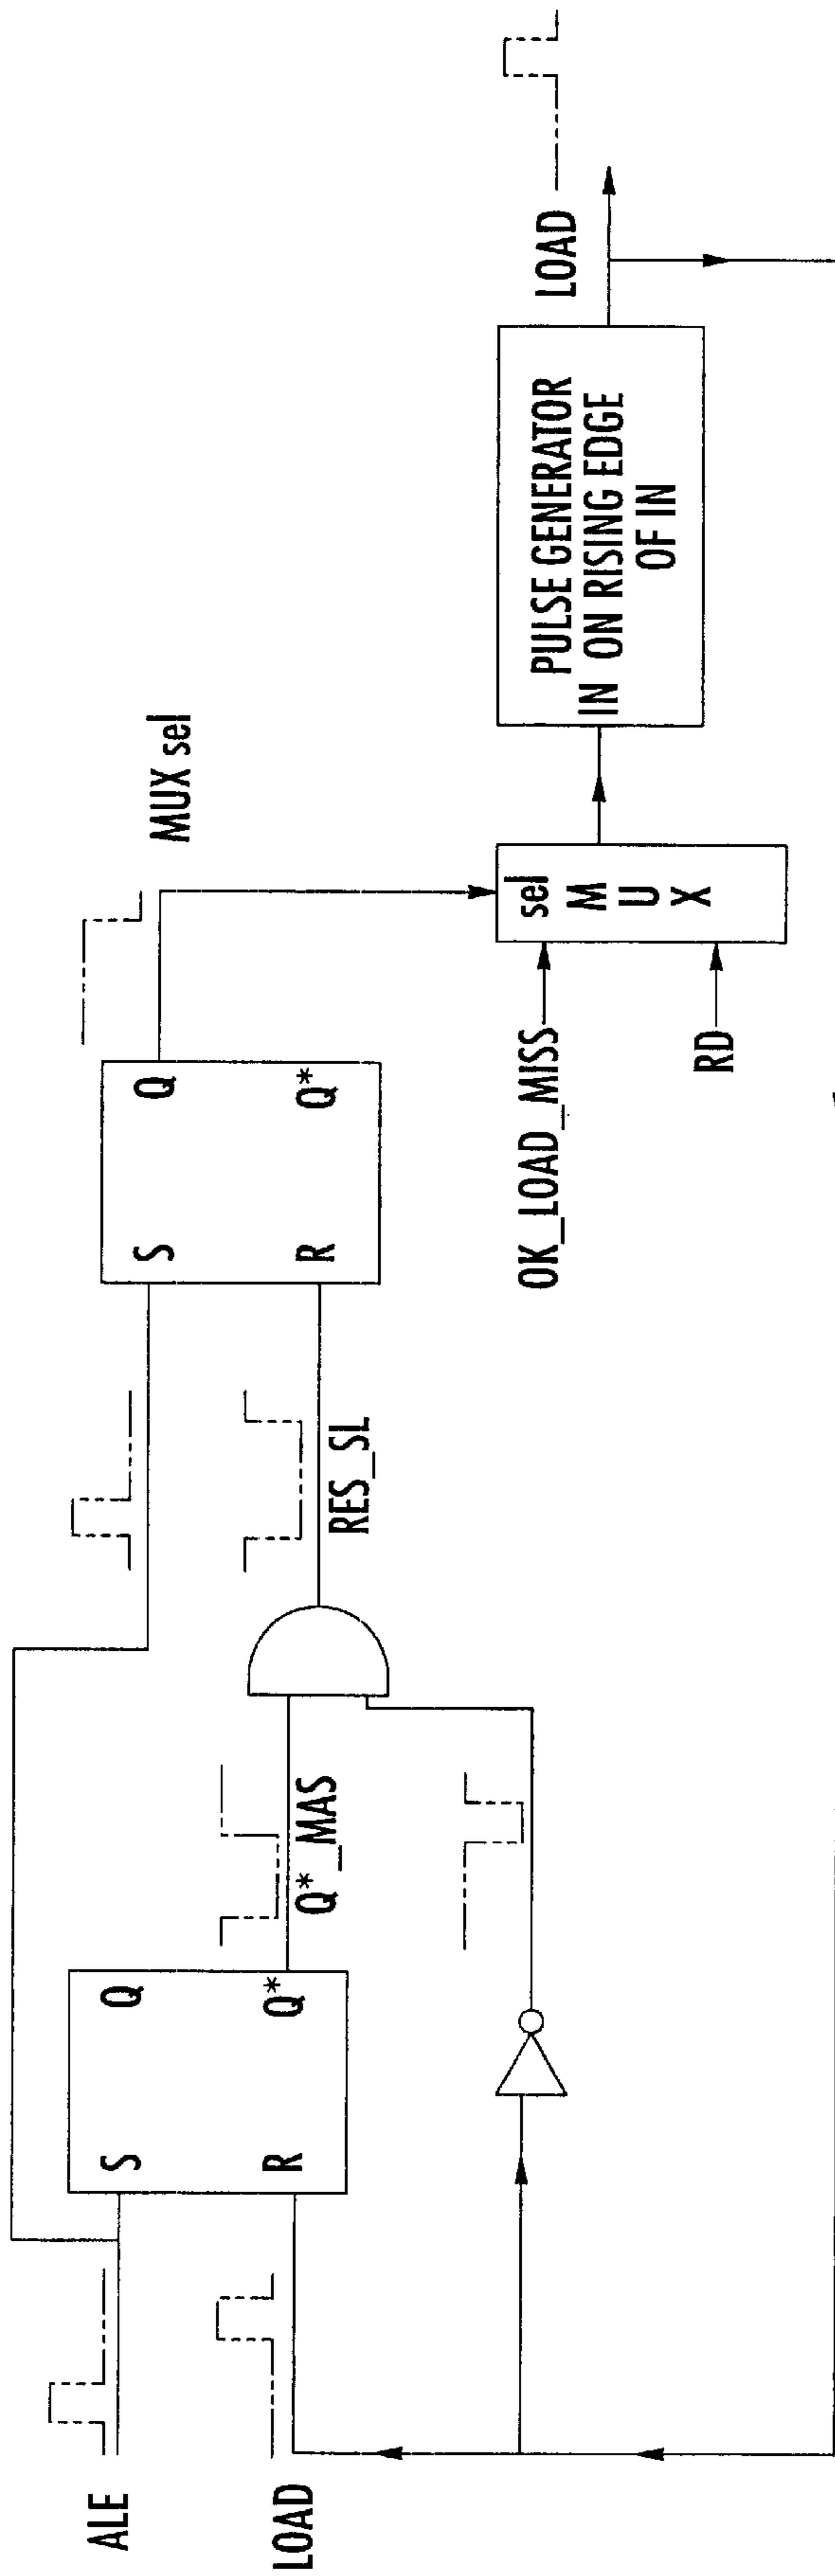 ALE
LOAD
S
R
Q
Q*
Q*_MAS
RES_SL
S
R
Q
Q*
MUX sel
OK_LOAD_MISS
RD
sel
M
U
X
PULSE GENERATOR
IN ON RISING EDGE
OF IN
LOAD